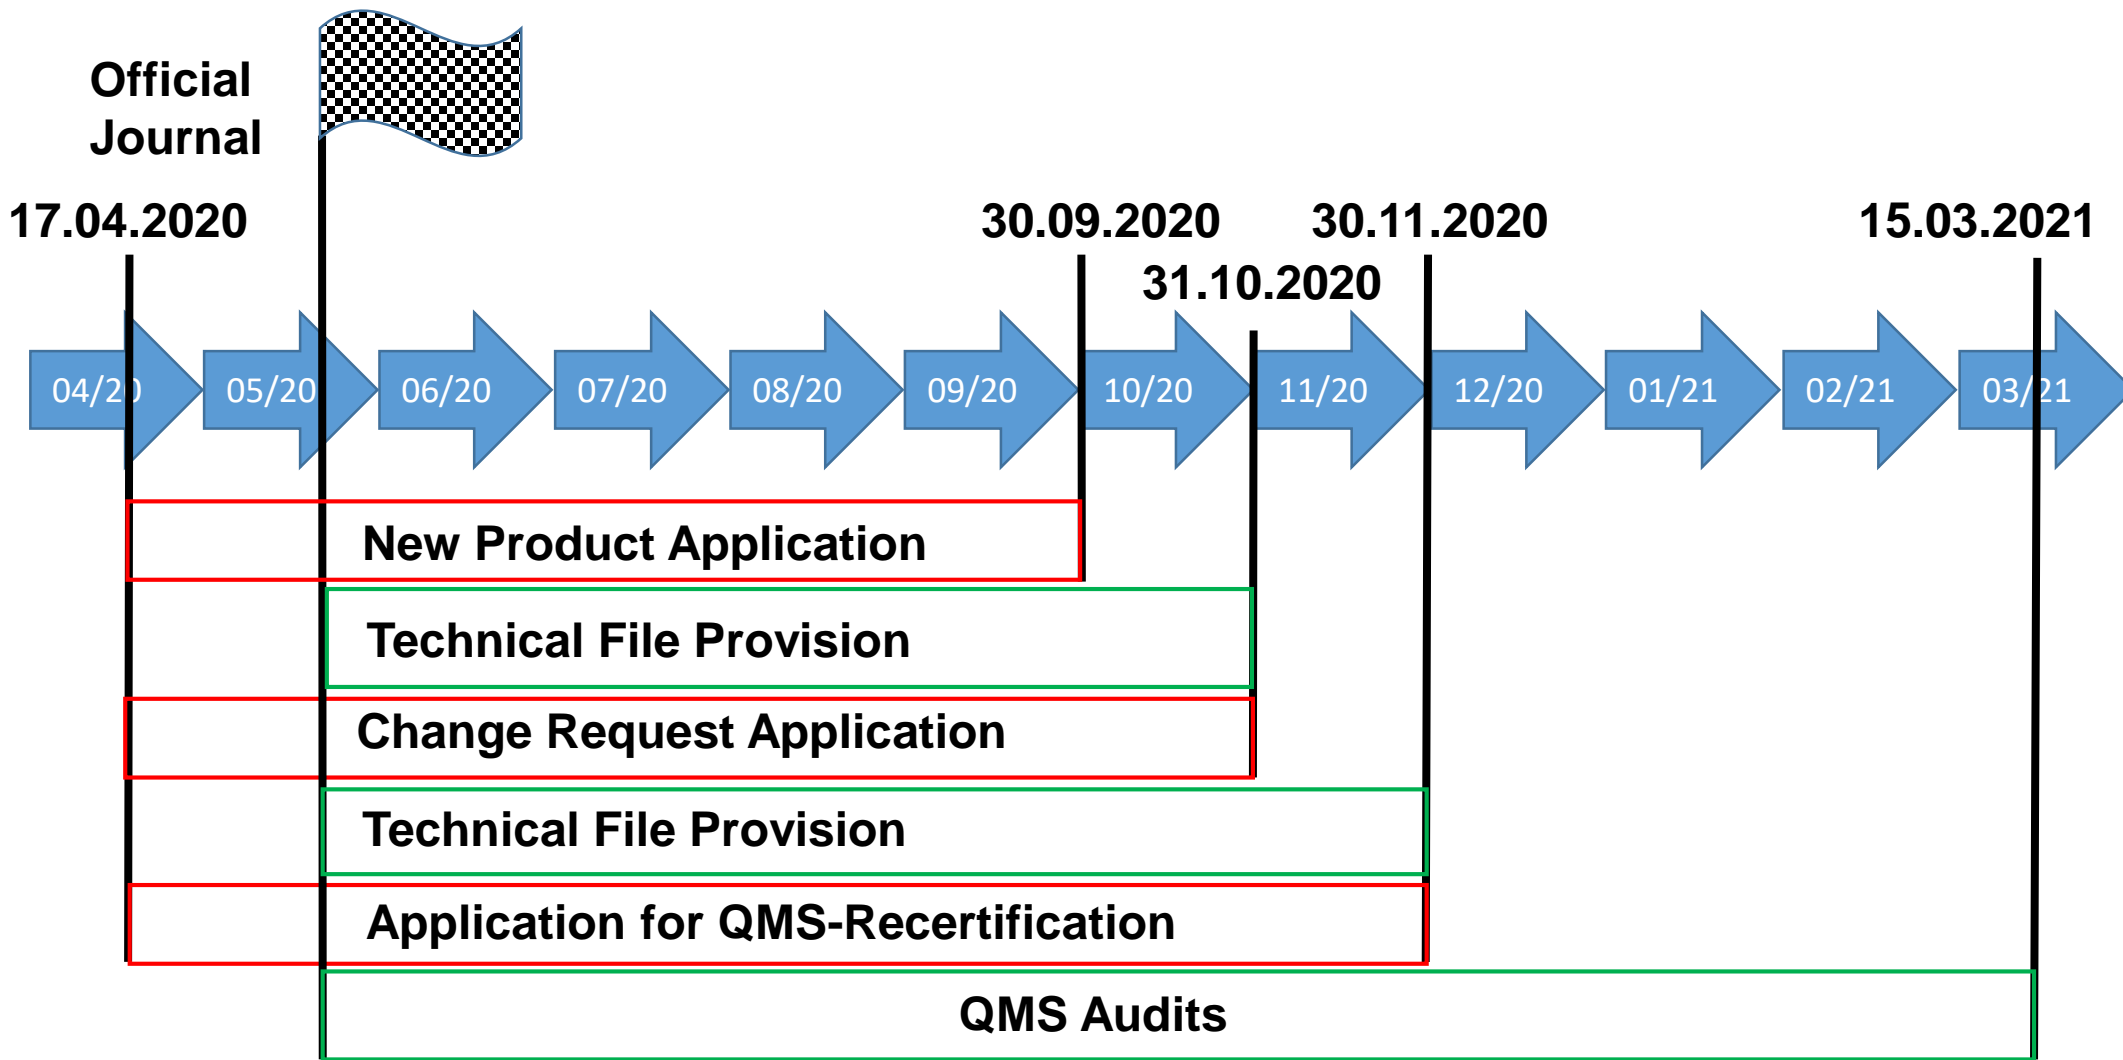 Official
Journal
17.04.2020
30.09.2020
30.11.2020
15.03.2021
31.10.2020
04/20
05/20
06/20
07/20
08/20
09/20
10/20
11/20
12/20
01/21
02/21
03/21
New Product Application
Technical File Provision
Change Request Application
Technical File Provision
Application for QMS-Recertification
QMS Audits